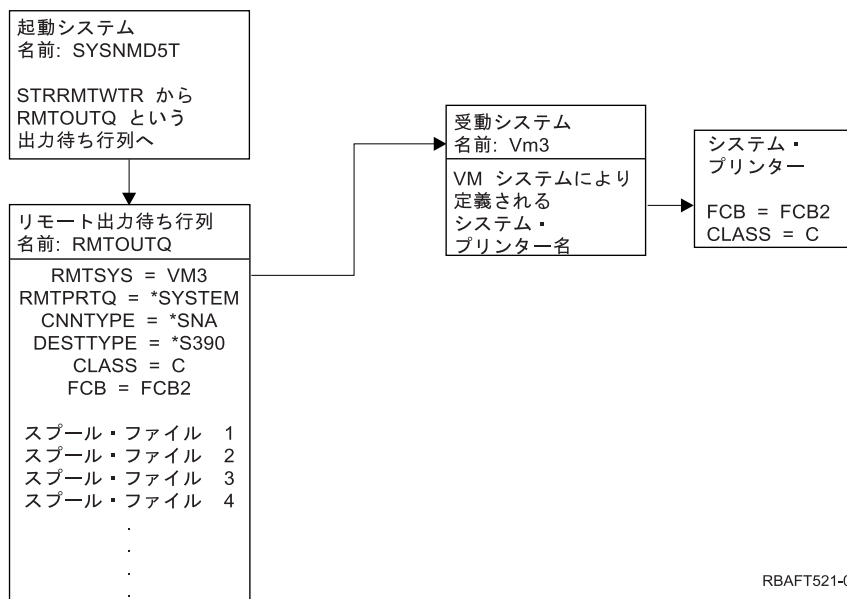 起動システム
名前: SYSNMD5T
STRRMTWTR から
RMTOUTQ という
出力待ち行列へ
リモート出力待ち行列
名前: RMTOUTQ
RMTSYS = VM3
RMTPRTQ = *SYSTEM
CNNTYPE = *SNA
DESTTYPE = *S390
CLASS = C
FCB = FCB2
スプール・ファイル 1
スプール・ファイル 2
スプール・ファイル 3
スプール・ファイル 4
.
.
.
.
受動システム
名前: Vm3
VM システムにより
定義される
システム・
プリンター名
システム・
プリンター
FCB = FCB2
CLASS = C
RBAFT521-0